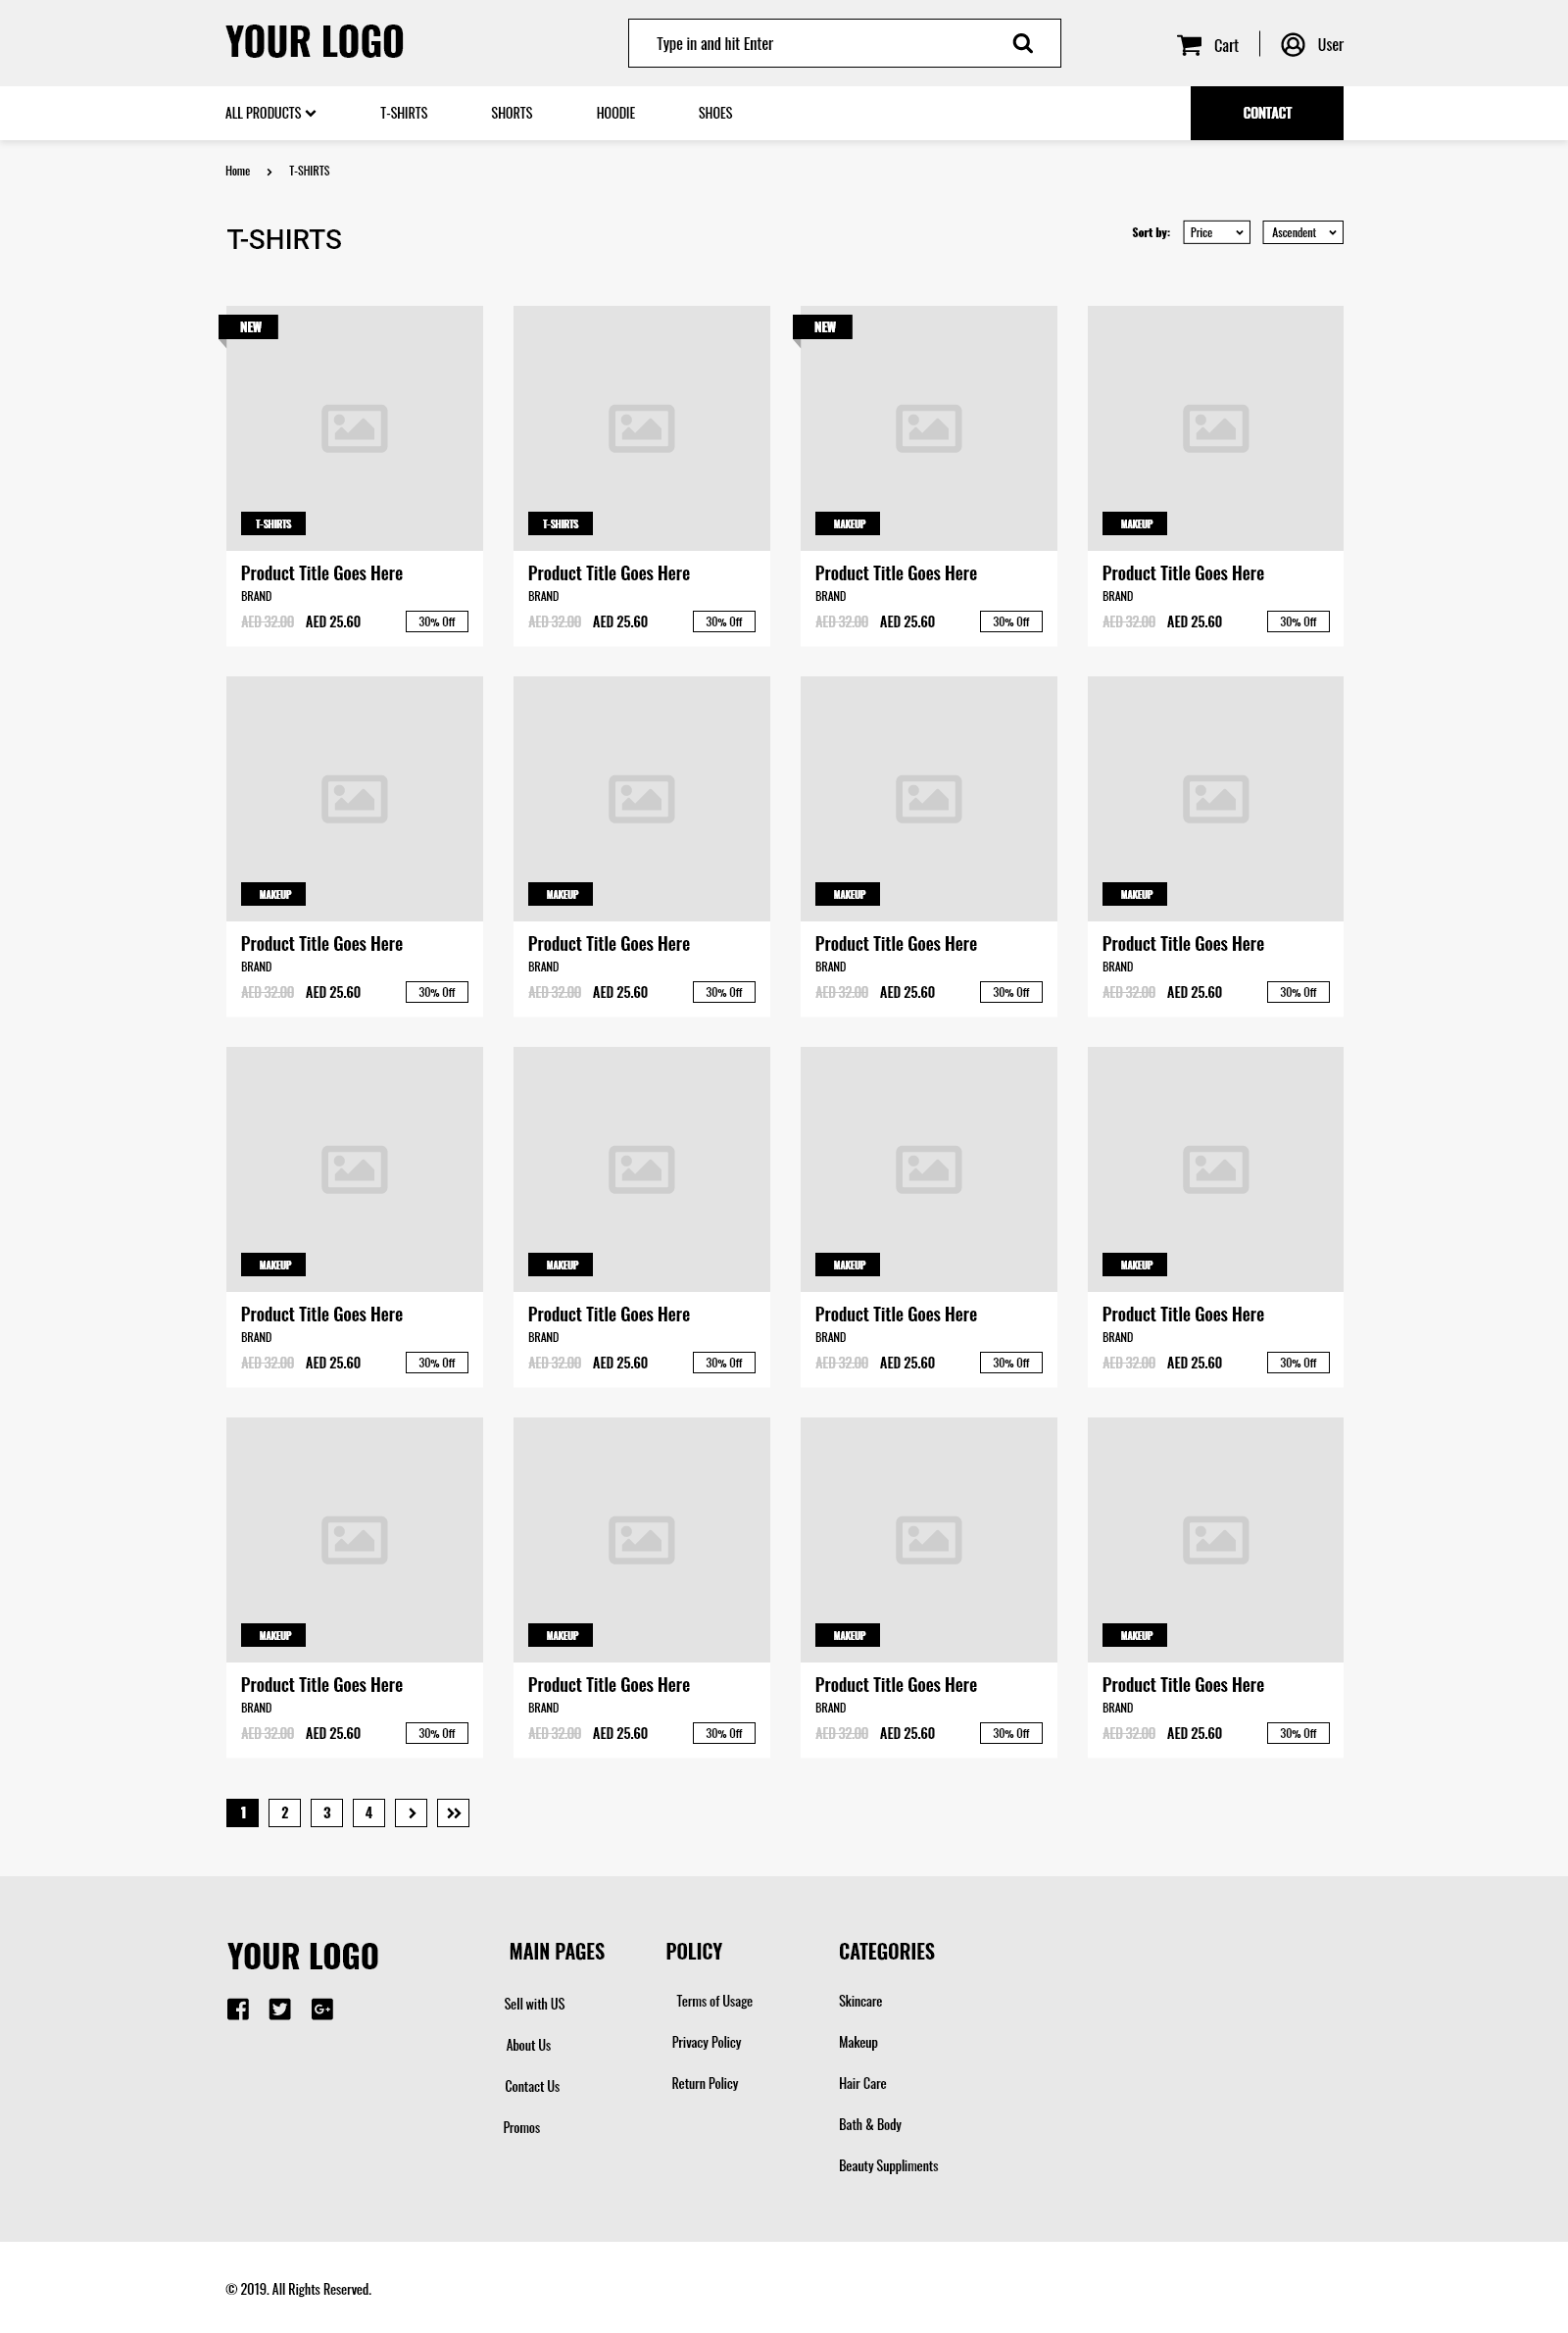 YOUR LOGO
Type in and hit Enter
Cart
User
ALL PRODUCTS
T-SHIRTS
SHORTS
HOODIE
SHOES
CONTACT
Home
T-SHIRTS
T-SHIRTS
Sort by:
Price
Ascendent
NEW
NEW
T-SHIRTS
T-SHIRTS
MAKEUP
MAKEUP
Product Title Goes Here
Product Title Goes Here
Product Title Goes Here
Product Title Goes Here
BRAND
BRAND
BRAND
BRAND
AED 32.00 AED 25.60 30% Off
AED 32.00 AED 25.60 30% Off
AED 32.00 AED 25.60 30% Off
AED 32.00 AED 25.60 30% Off
MAKEUP
MAKEUP
MAKEUP
MAKEUP
Product Title Goes Here
Product Title Goes Here
Product Title Goes Here
Product Title Goes Here
BRAND
BRAND
BRAND
BRAND
AED 32.00 AED 25.60 30% Off
AED 32.00 AED 25.60 30% Off
AED 32.00 AED 25.60 30% Off
AED 32.00 AED 25.60 30% Off
MAKEUP
MAKEUP
MAKEUP
MAKEUP
Product Title Goes Here
Product Title Goes Here
Product Title Goes Here
Product Title Goes Here
BRAND
BRAND
BRAND
BRAND
AED 32.00 AED 25.60 30% Off
AED 32.00 AED 25.60 30% Off
AED 32.00 AED 25.60 30% Off
AED 32.00 AED 25.60 30% Off
MAKEUP
MAKEUP
MAKEUP
MAKEUP
Product Title Goes Here
Product Title Goes Here
Product Title Goes Here
Product Title Goes Here
BRAND
BRAND
BRAND
BRAND
AED 32.00 AED 25.60 30% Off
AED 32.00 AED 25.60 30% Off
AED 32.00 AED 25.60 30% Off
AED 32.00 AED 25.60 30% Off
1 2 3 4
YOUR LOGO
MAIN PAGES
Sell with US
About Us
Contact Us
Promos
POLICY
Terms of Usage
Privacy Policy
Return Policy
CATEGORIES
Skincare
Makeup
Hair Care
Bath & Body
Beauty Suppliments
© 2019. All Rights Reserved.